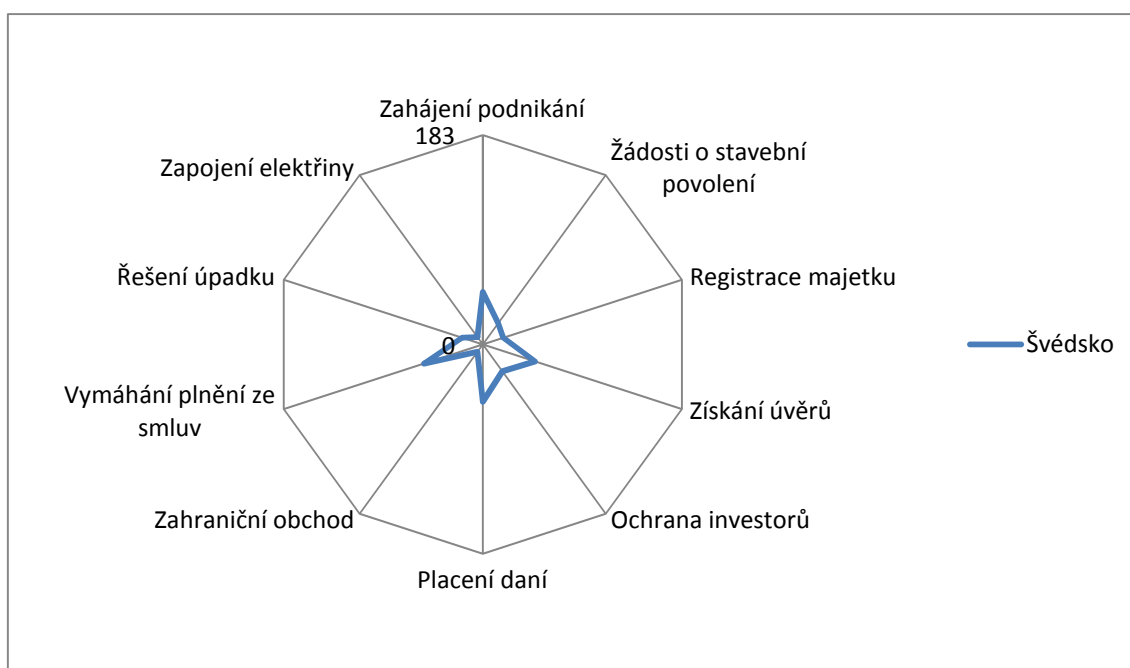 Zahájení podnikání
183
Žádosti o stavební
povolení
Zapojení elektřiny
Registrace majetku
Řešení úpadku
0
Švédsko
Vymáhání plnění ze
smluv
Získání úvěrů
Zahraniční obchod
Ochrana investorů
Placení daní